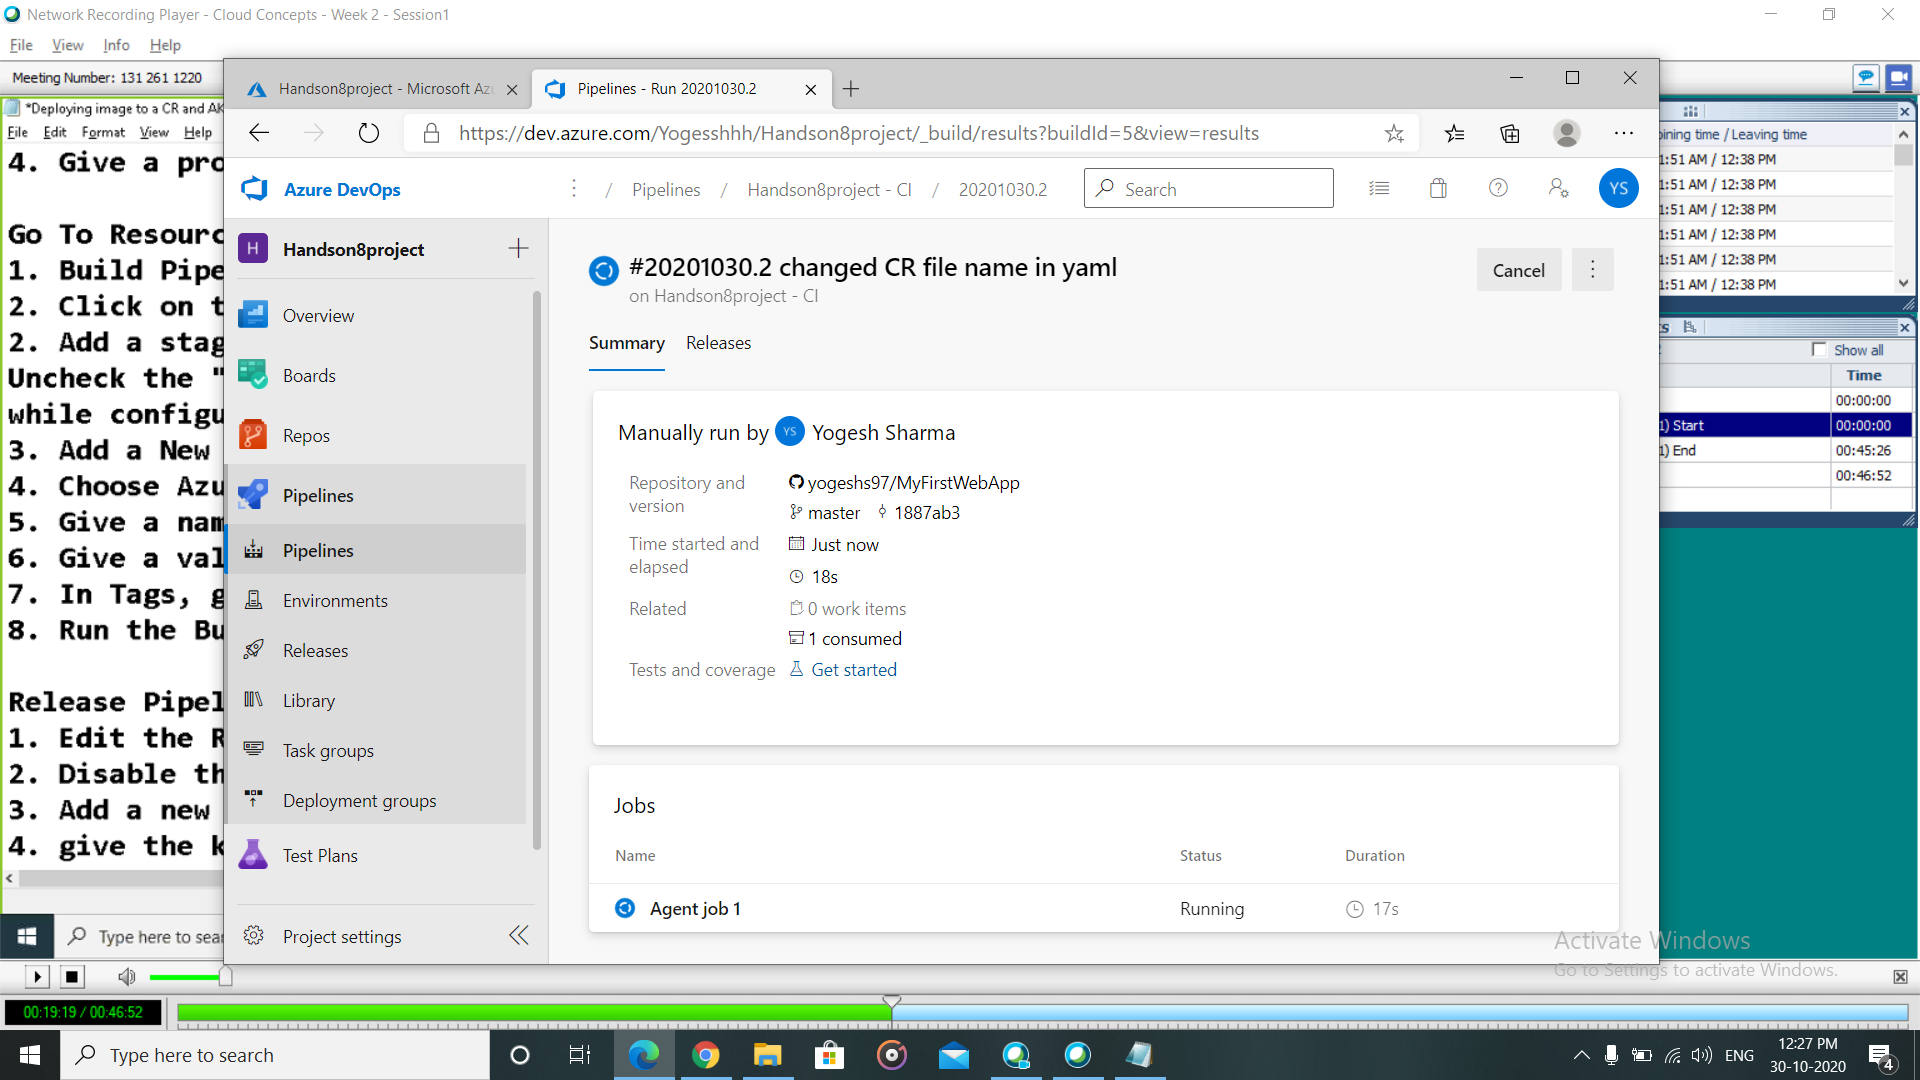 Network Recording Player - Cloud Concepts - Week 2 - Session1
File View Info Help
Meeting Number: 131 261 1220
*Deploying image to a CR and AK
File Edit Format View Help
4. Give a pro
Go To Resourc
1. Build Pipe
2. Click on t
2. Add a stag
Uncheck the "
while configu
3. Add a New
4. Choose Azu
5. Give a nam
6. Give a val
7. In Tags, g
8. Run the Bu
Release Pipel
1. Edit the R
2. Disable th
3. Add a new
4. give the k
Type here to sear
Handson8project - Microsoft Azu
Pipelines - Run 20201030.2
https://dev.azure.com/Yogesshhh/Handson8project/_build/results?buildId=5&view=results
Azure DevOps
/ Pipelines / Handson8project - CI / 20201030.2
Search
YS
H Handson8project
Overview
Boards
Repos
Pipelines
Pipelines
Environments
Releases
Library
Task groups
Deployment groups
Test Plans
Project settings
#20201030.2 changed CR file name in yaml
on Handson8project - CI
Cancel
Summary Releases
Manually run by YS Yogesh Sharma
Repository and version
yogeshs97/MyFirstWebApp
master 1887ab3
Time started and elapsed
Just now
18s
Related
0 work items
1 consumed
Tests and coverage
Get started
Jobs
Name Status Duration
Agent job 1 Running 17s
ining time / Leaving time
1:51 AM / 12:38 PM
1:51 AM / 12:38 PM
1:51 AM / 12:38 PM
1:51 AM / 12:38 PM
1:51 AM / 12:38 PM
1:51 AM / 12:38 PM
Show all
Time
00:00:00
1) Start 00:00:00
1) End 00:45:26
00:46:52
Activate Windows
Go to Settings to activate Windows.
00:19:19 / 00:46:52
Type here to search
ENG
12:27 PM
30-10-2020
4